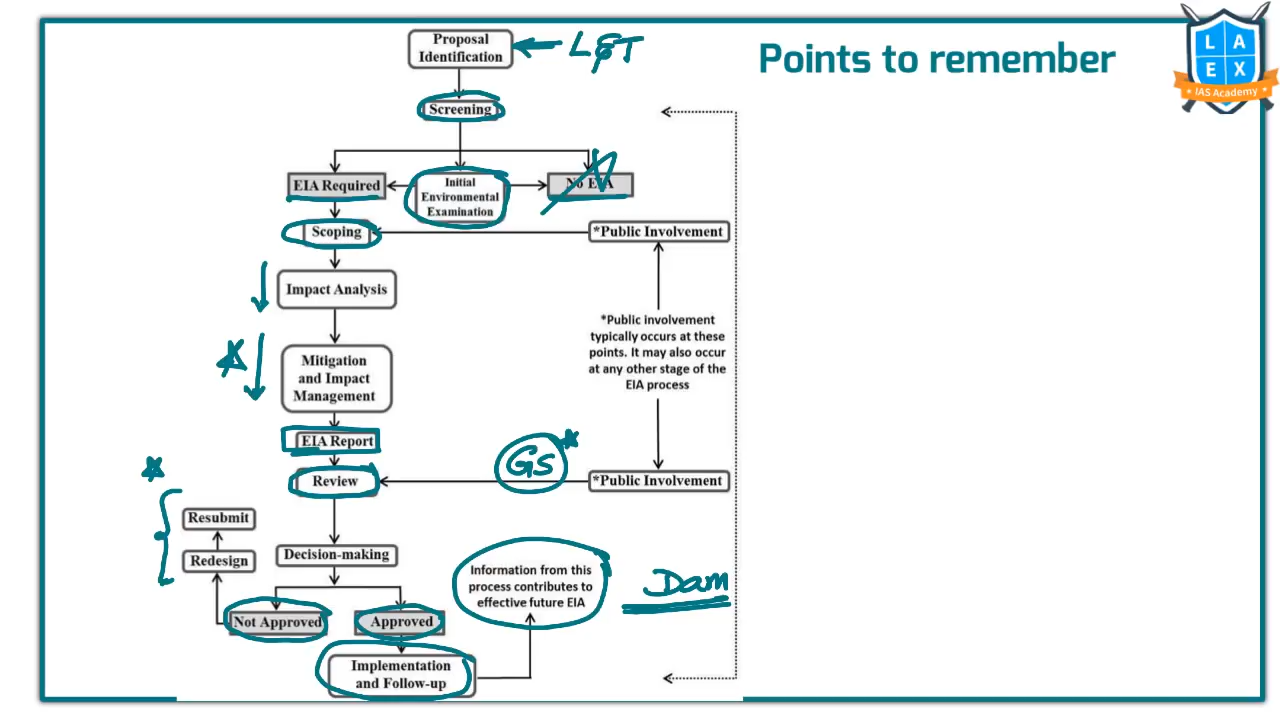 Proposal
Identification
L&T
Points to remember
L A
E X
IAS Academy
Screening
EIA Required
Initial
Environmental
Examination
No EIA
Scoping
*Public Involvement
Impact Analysis
*Public involvement
typically occurs at these
points. It may also occur
at any other stage of the
EIA process
Mitigation
and Impact
Management
EIA Report
GS
Review
*Public Involvement
Resubmit
Redesign
Decision-making
Information from this
process contributes to
effective future EIA
Dam
Not Approved
Approved
Implementation
and Follow-up